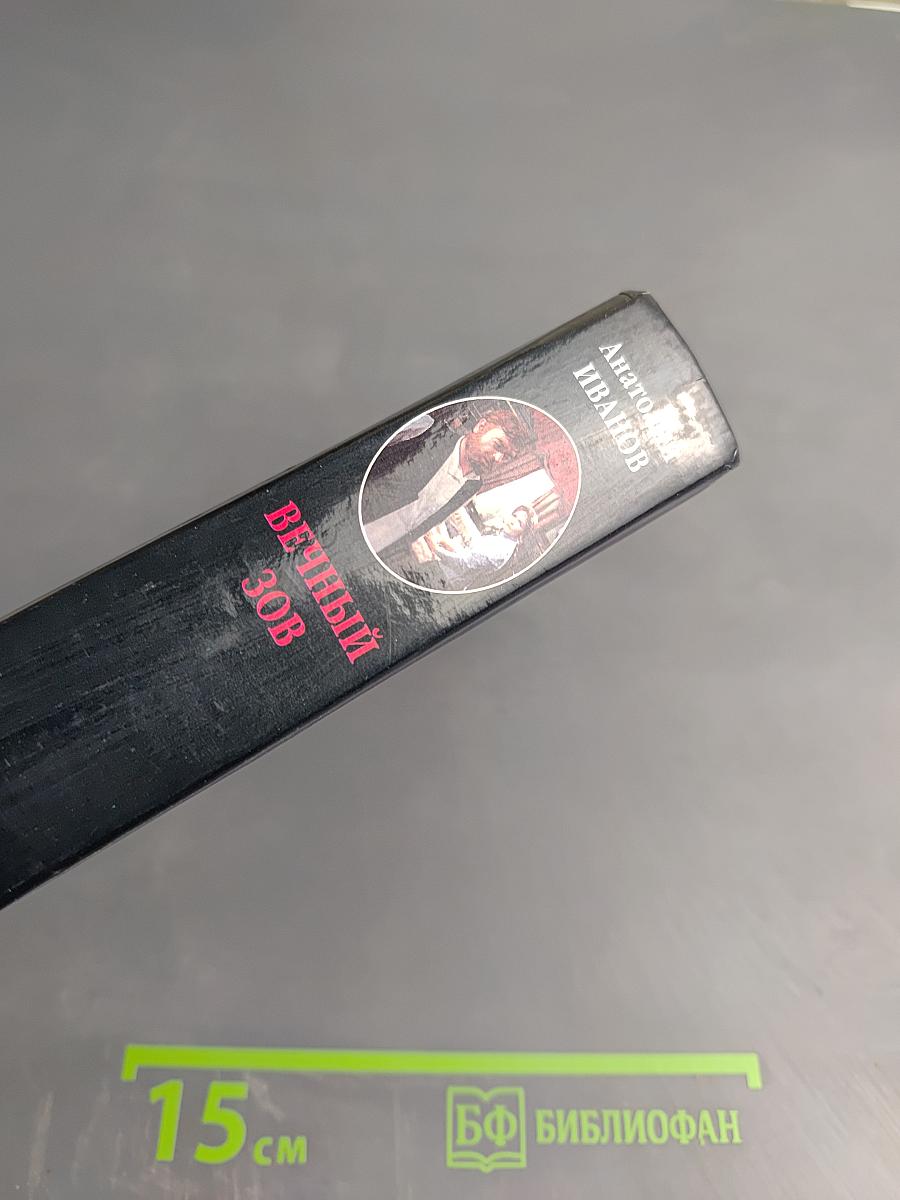 Анатолий
ИВАНОВ
ВЕЧНЫЙ
ЗОВ
15 см
БФ БИБЛИОФАН